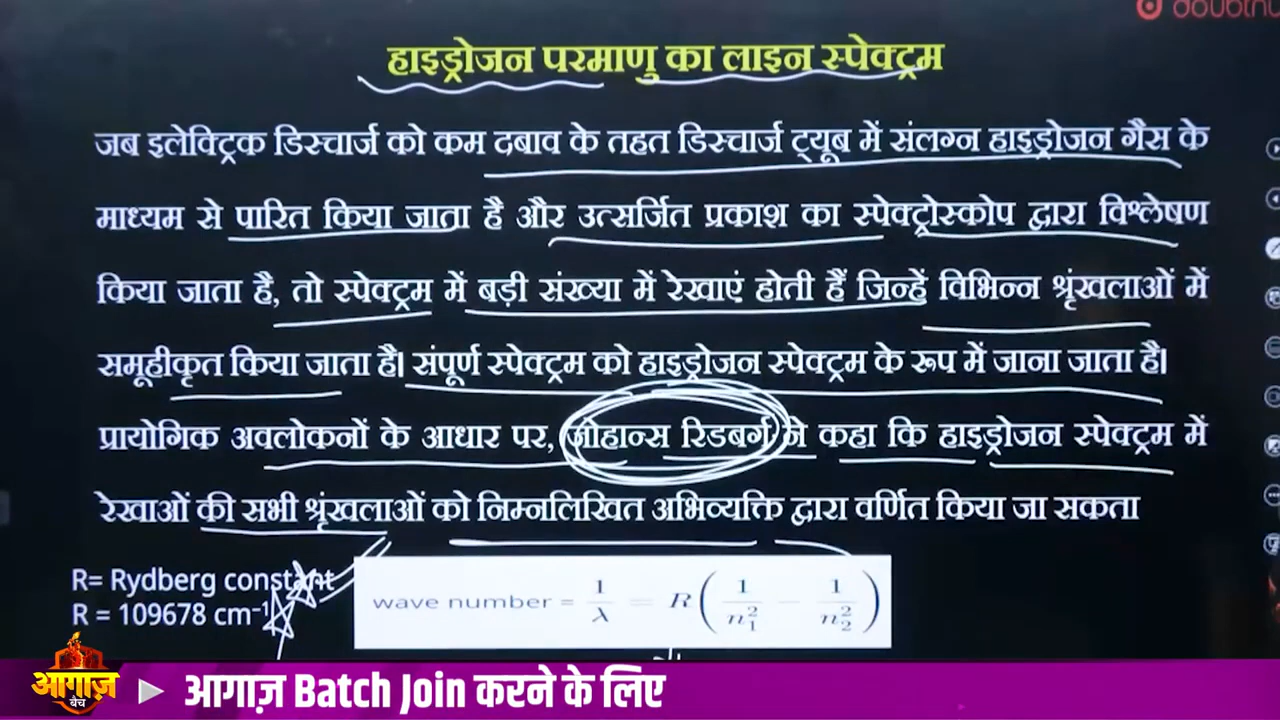 doubtnu
हाइड्रोजन परमाणु का लाइन स्पेक्ट्रम
जब इलेक्ट्रिक डिस्चार्ज को कम दबाव के तहत डिस्चार्ज ट्यूब में संलग्न हाइड्रोजन गैस के
माध्यम से पारित किया जाता है और उत्सर्जित प्रकाश का स्पेक्ट्रोस्कोप द्वारा विश्लेषण
किया जाता है, तो स्पेक्ट्रम में बड़ी संख्या में रेखाएं होती हैं जिन्हें विभिन्न श्रृंखलाओं में
समूहीकृत किया जाता है। संपूर्ण स्पेक्ट्रम को हाइड्रोजन स्पेक्ट्रम के रूप में जाना जाता है।
प्रायोगिक अवलोकनों के आधार पर, जोहान्स रिडबर्ग ने कहा कि हाइड्रोजन स्पेक्ट्रम में
रेखाओं की सभी श्रृंखलाओं को निम्नलिखित अभिव्यक्ति द्वारा वर्णित किया जा सकता
R= Rydberg constant
R = 109678 cm⁻¹
wave number = 1/λ = R(1/n₁² − 1/n₂²)
आगाज़
बैच
आगाज़ Batch Join करने के लिए